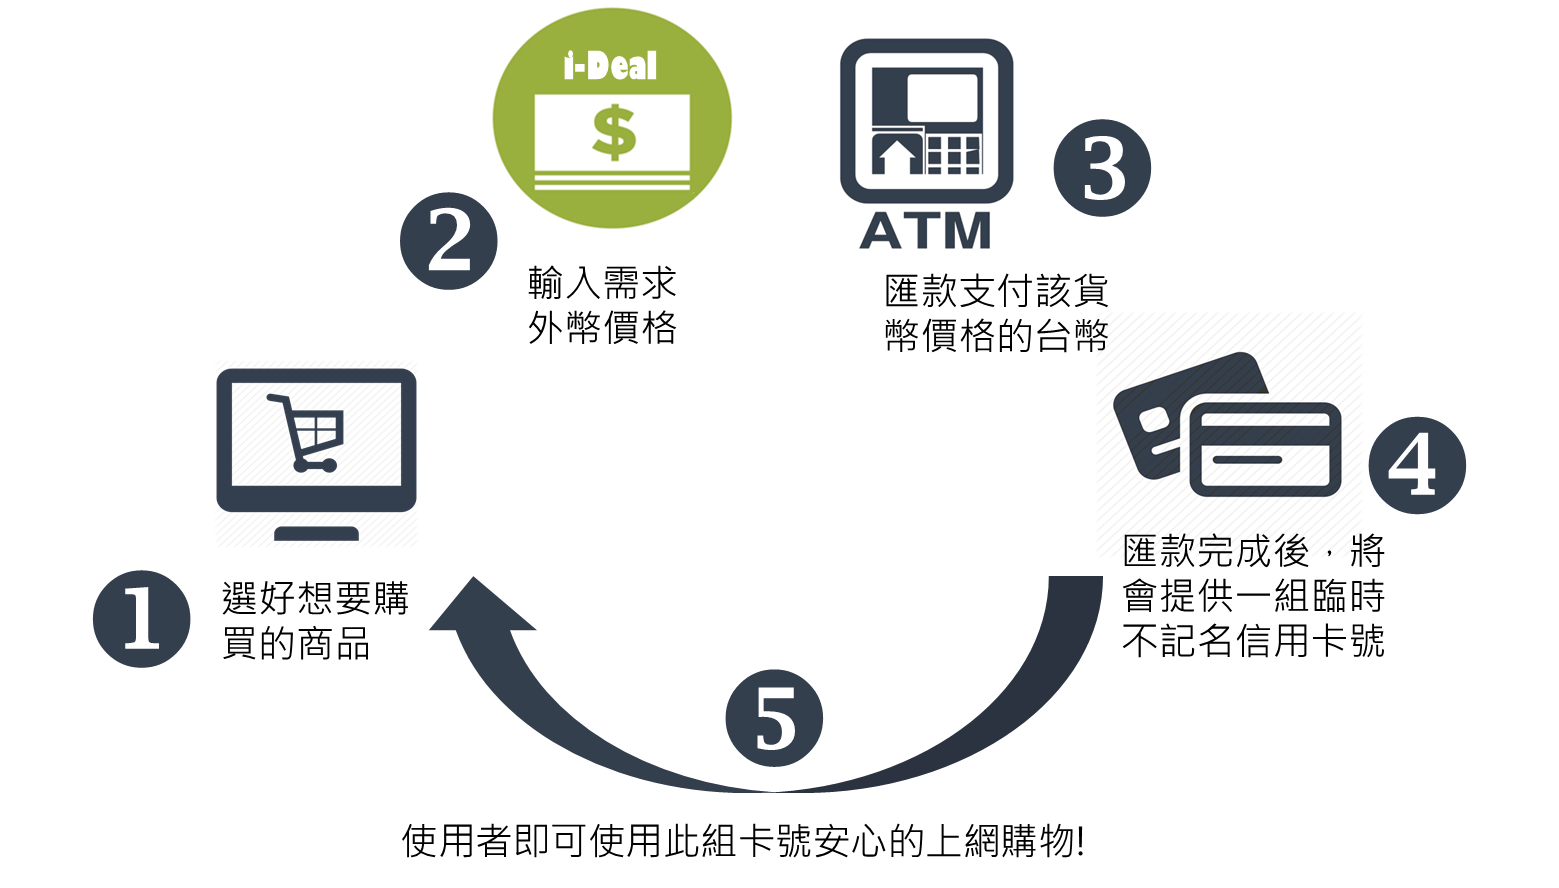 1
選好想要購
買的商品
2
i-Deal
$
輸入需求
外幣價格
ATM
3
匯款支付該貨
幣價格的台幣
4
匯款完成後，將
會提供一組臨時
不記名信用卡號
5
使用者即可使用此組卡號安心的上網購物!